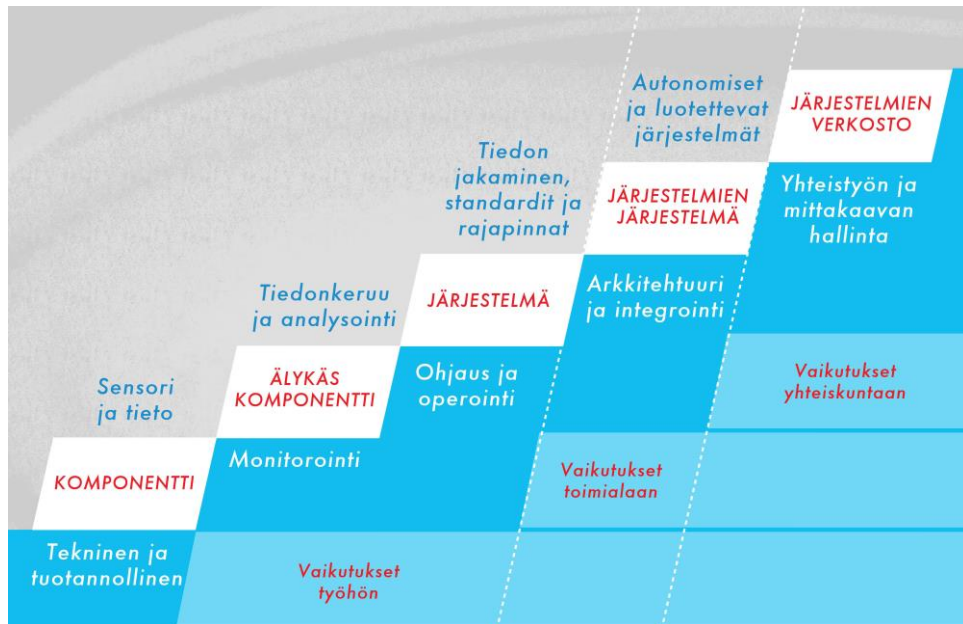 Sensori
ja tieto
KOMPONENTTI
Tekninen ja
tuotannollinen
Tiedonkeruu
ja analysointi
ÄLYKÄS
KOMPONENTTI
Monitorointi
Tiedon
jakaminen,
standardit ja
rajapinnat
JÄRJESTELMÄ
Ohjaus ja
operointi
Autonomiset
ja luotettevat
järjestelmät
JÄRJESTELMIEN
JÄRJESTELMÄ
Arkkitehtuuri
ja integrointi
JÄRJESTELMIEN
VERKOSTO
Yhteistyön ja
mittakaavan
hallinta
Vaikutukset
työhön
Vaikutukset
toimialaan
Vaikutukset
yhteiskuntaan